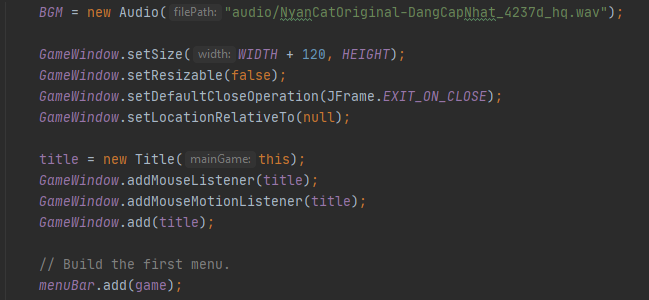 BGM = new Audio( filePath: "audio/NyanCatOriginal-DangCapNhat_4237d_hq.wav");
GameWindow.setSize( width: WIDTH + 120, HEIGHT);
GameWindow.setResizable(false);
GameWindow.setDefaultCloseOperation(JFrame.EXIT_ON_CLOSE);
GameWindow.setLocationRelativeTo(null);
title = new Title( mainGame: this);
GameWindow.addMouseListener(title);
GameWindow.addMouseMotionListener(title);
GameWindow.add(title);
// Build the first menu.
menuBar.add(game);